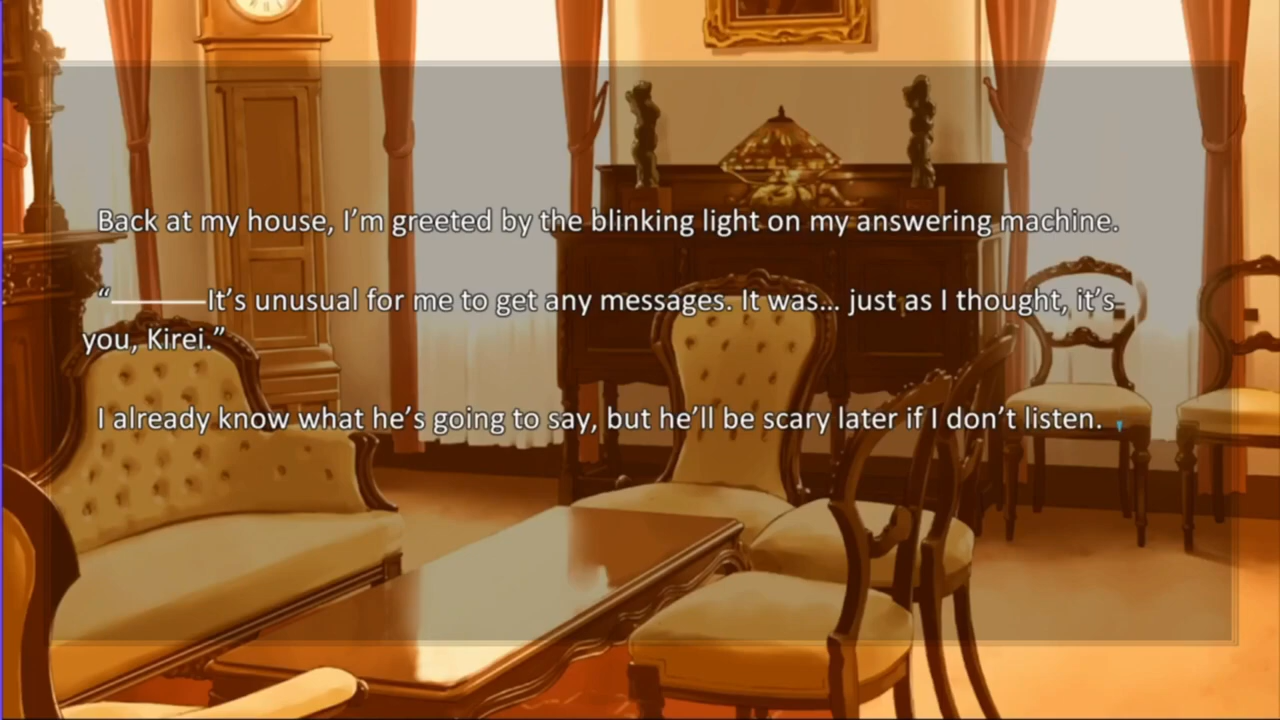 Back at my house, I’m greeted by the blinking light on my answering machine.
“———It’s unusual for me to get any messages. It was... just as I thought, it’s
you, Kirei.”
I already know what he’s going to say, but he’ll be scary later if I don’t listen.